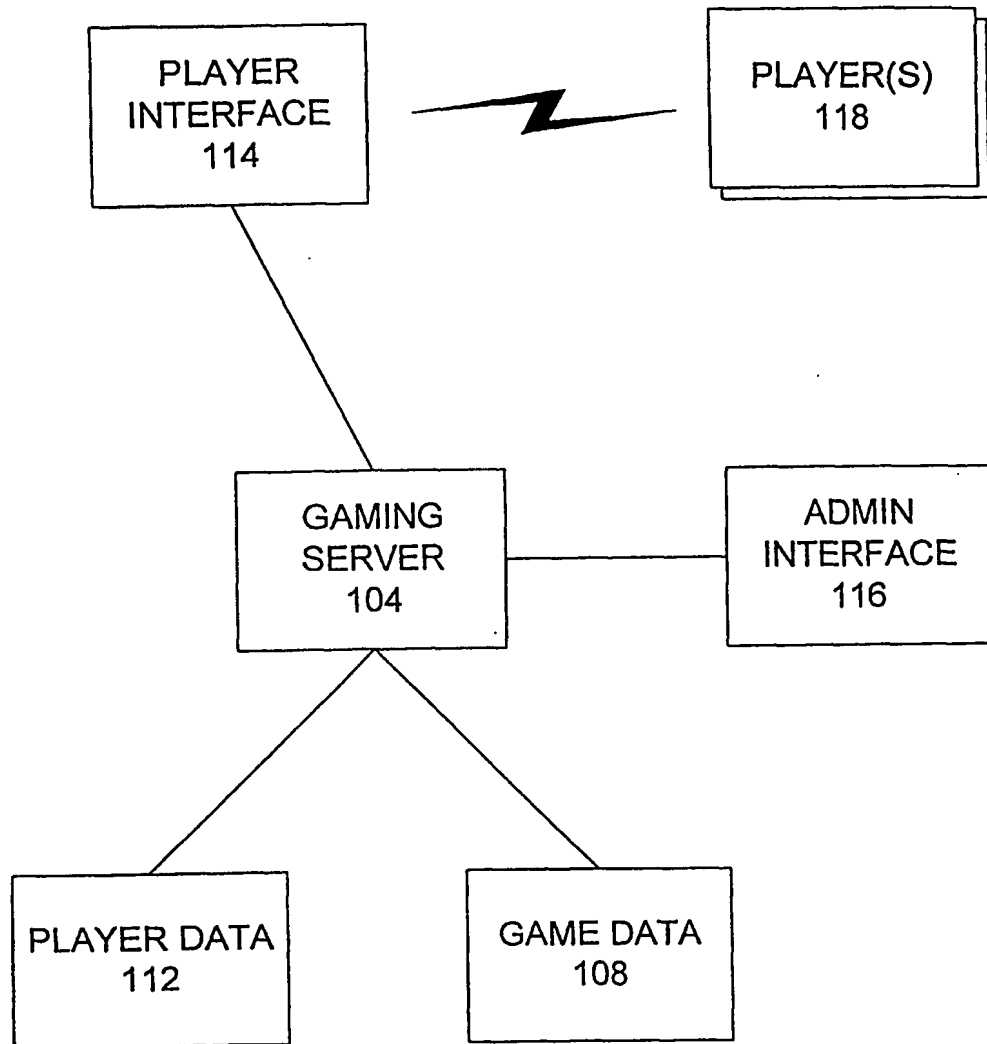 PLAYER
INTERFACE
114
PLAYER(S)
118
GAMING
SERVER
104
ADMIN
INTERFACE
116
PLAYER DATA
112
GAME DATA
108